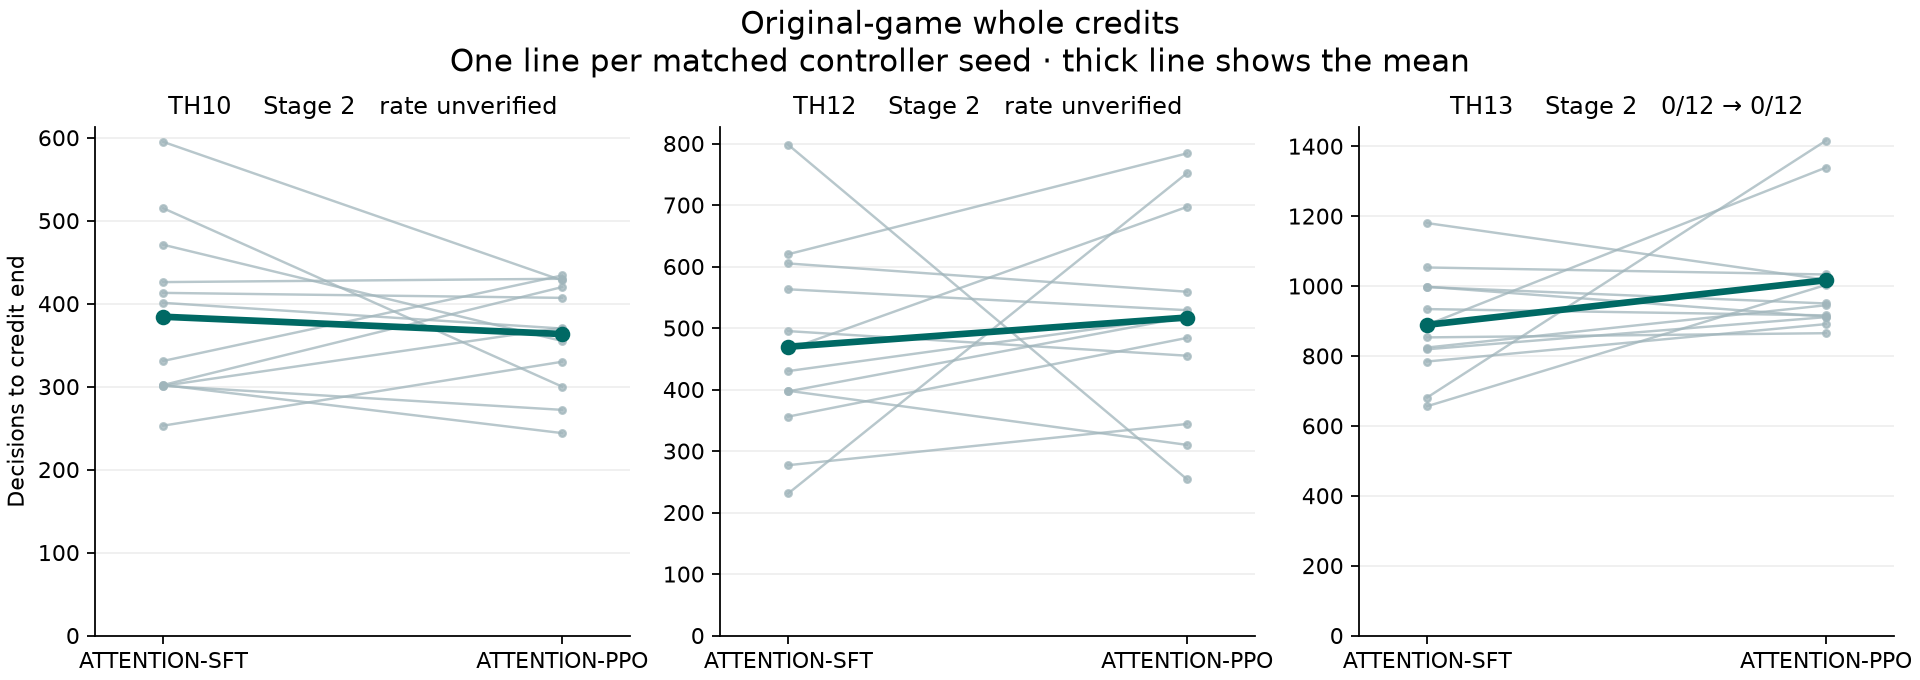 Original-game whole credits
One line per matched controller seed · thick line shows the mean
TH10 Stage 2 rate unverified
Decisions to credit end
600
500
400
300
200
100
0
ATTENTION-SFT
ATTENTION-PPO
TH12 Stage 2 rate unverified
800
700
600
500
400
300
200
100
0
ATTENTION-SFT
ATTENTION-PPO
TH13 Stage 2 0/12 → 0/12
1400
1200
1000
800
600
400
200
0
ATTENTION-SFT
ATTENTION-PPO